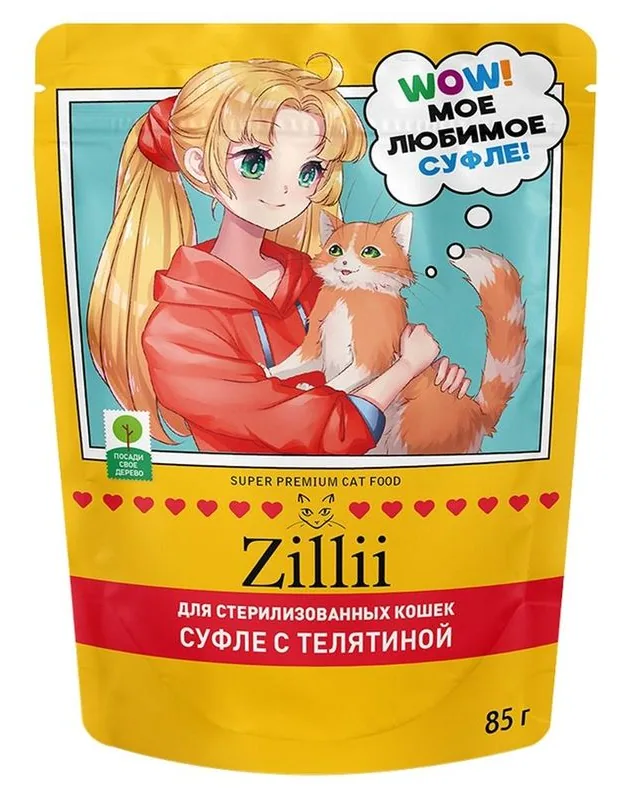 WOW!
МОЕ
ЛЮБИМОЕ
СУФЛЕ!
ПОСАДИ
СВОЕ
ДЕРЕВО
SUPER PREMIUM CAT FOOD
Zillii
ДЛЯ СТЕРИЛИЗОВАННЫХ КОШЕК
СУФЛЕ С ТЕЛЯТИНОЙ
85 г